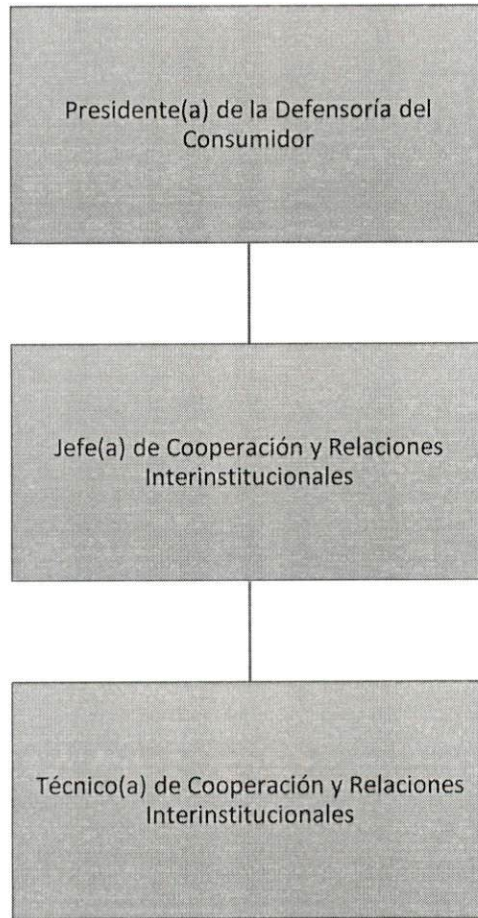 Presidente(a) de la Defensoría del
Consumidor
Jefe(a) de Cooperación y Relaciones
Interinstitucionales
Técnico(a) de Cooperación y Relaciones
Interinstitucionales